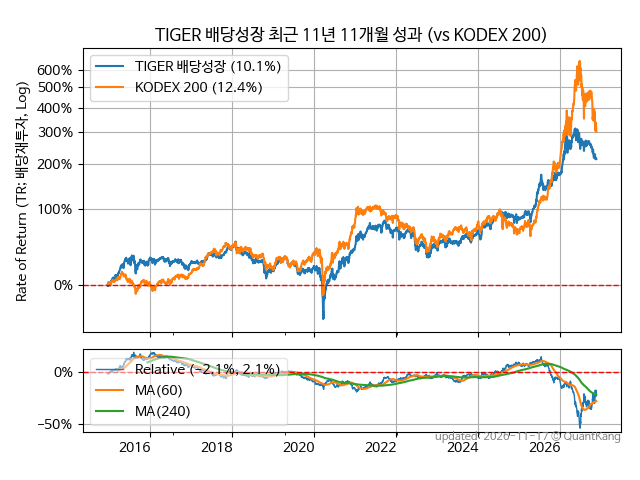 TIGER 배당성장 최근 11년 11개월 성과 (vs KODEX 200)
Rate of Return (TR; 배당재투자, Log)
600%
500%
400%
300%
200%
100%
0%
TIGER 배당성장 (10.1%)
KODEX 200 (12.4%)
0%
−50%
Relative (−2.1%, 2.1%)
MA(60)
MA(240)
2016 2018 2020 2022 2024 2026
updated: 2026-11-17 © QuantKang